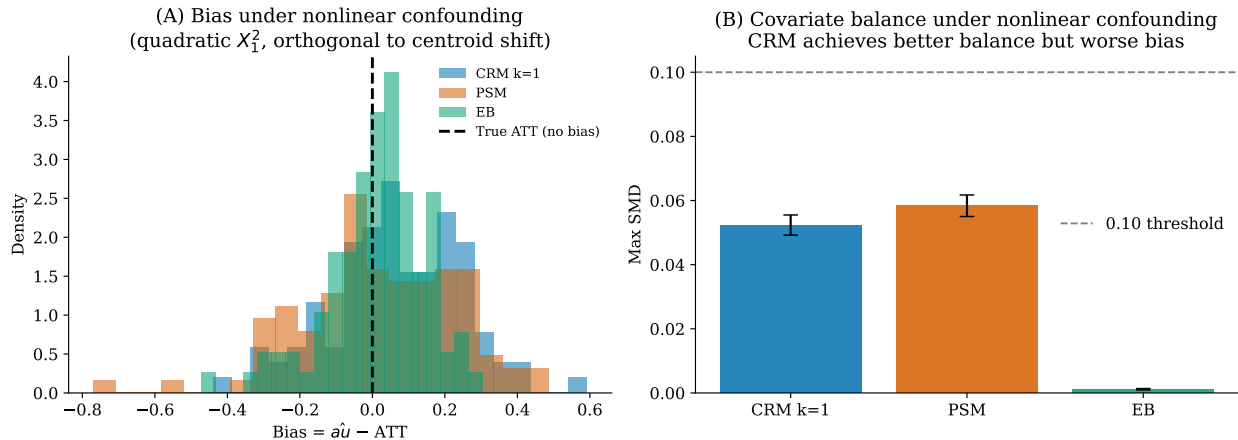 (A) Bias under nonlinear confounding
(quadratic X₁², orthogonal to centroid shift)
CRM k=1
PSM
EB
True ATT (no bias)
Density
4.0
3.5
3.0
2.5
2.0
1.5
1.0
0.5
0.0
−0.8
−0.6
−0.4
−0.2
0.0
0.2
0.4
0.6
Bias = aû − ATT
(B) Covariate balance under nonlinear confounding
CRM achieves better balance but worse bias
Max SMD
0.10
0.08
0.06
0.04
0.02
0.00
0.10 threshold
CRM k=1
PSM
EB